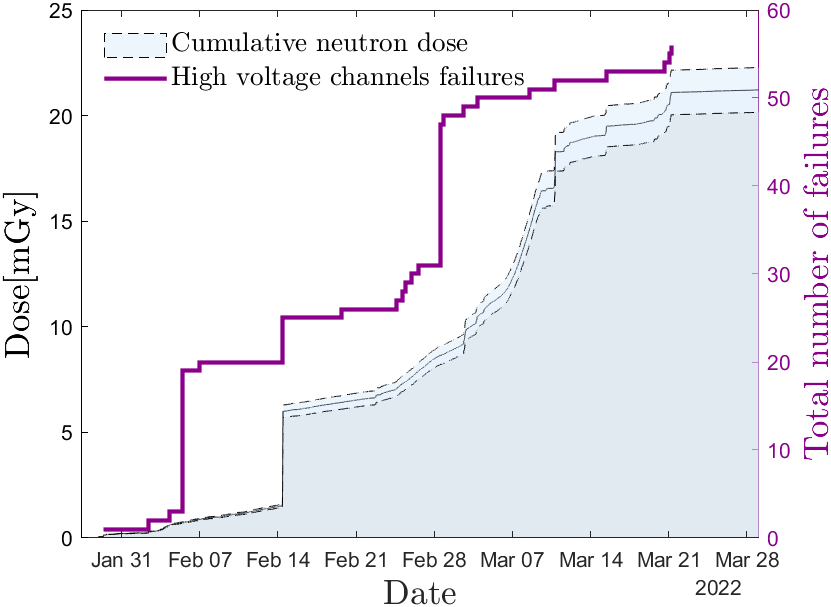 25
20
15
10
5
0
Dose[mGy]
Cumulative neutron dose
High voltage channels failures
60
50
40
30
20
10
0
Total number of failures
Jan 31 Feb 07 Feb 14 Feb 21 Feb 28 Mar 07 Mar 14 Mar 21 Mar 28
2022
Date